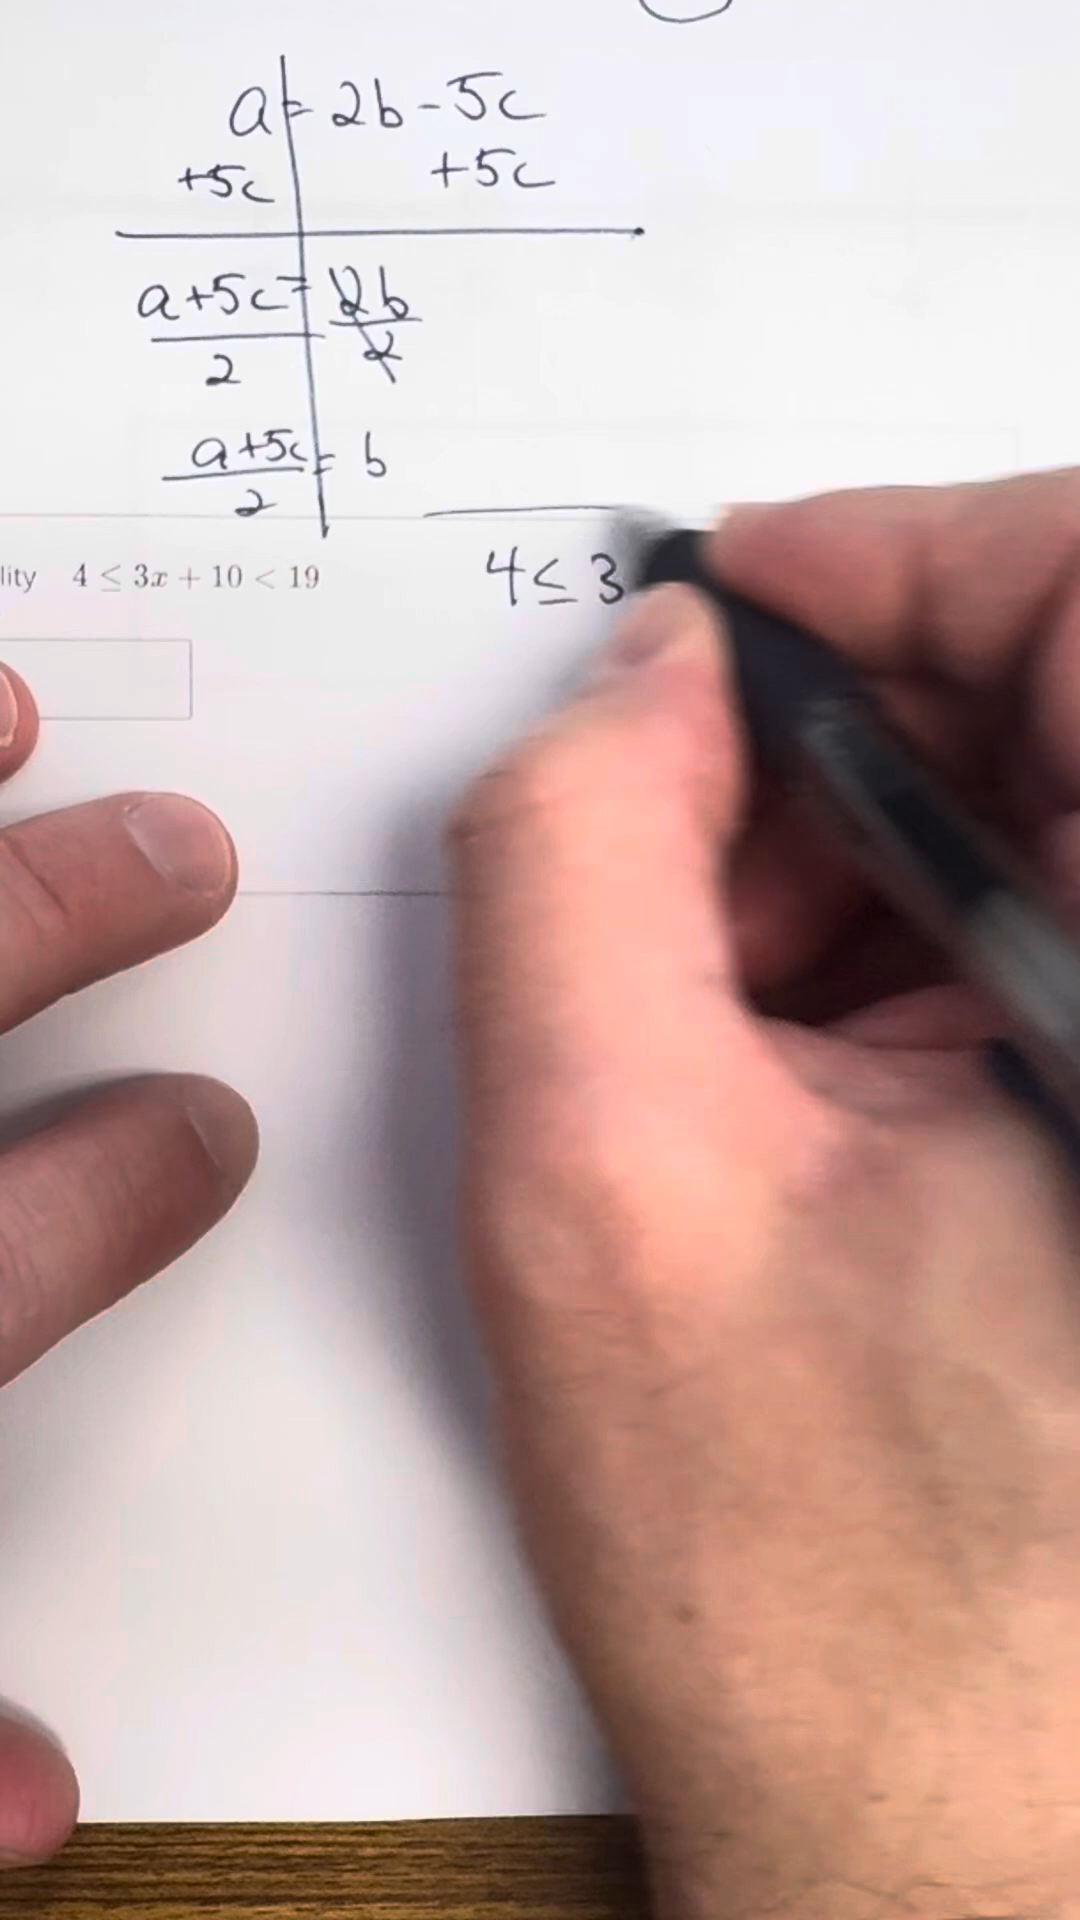 a = 2b - 5c
+5c +5c
a+5c = 2b
2 2
a+5c = b
2
lity 4 ≤ 3x + 10 < 19
4 ≤ 3